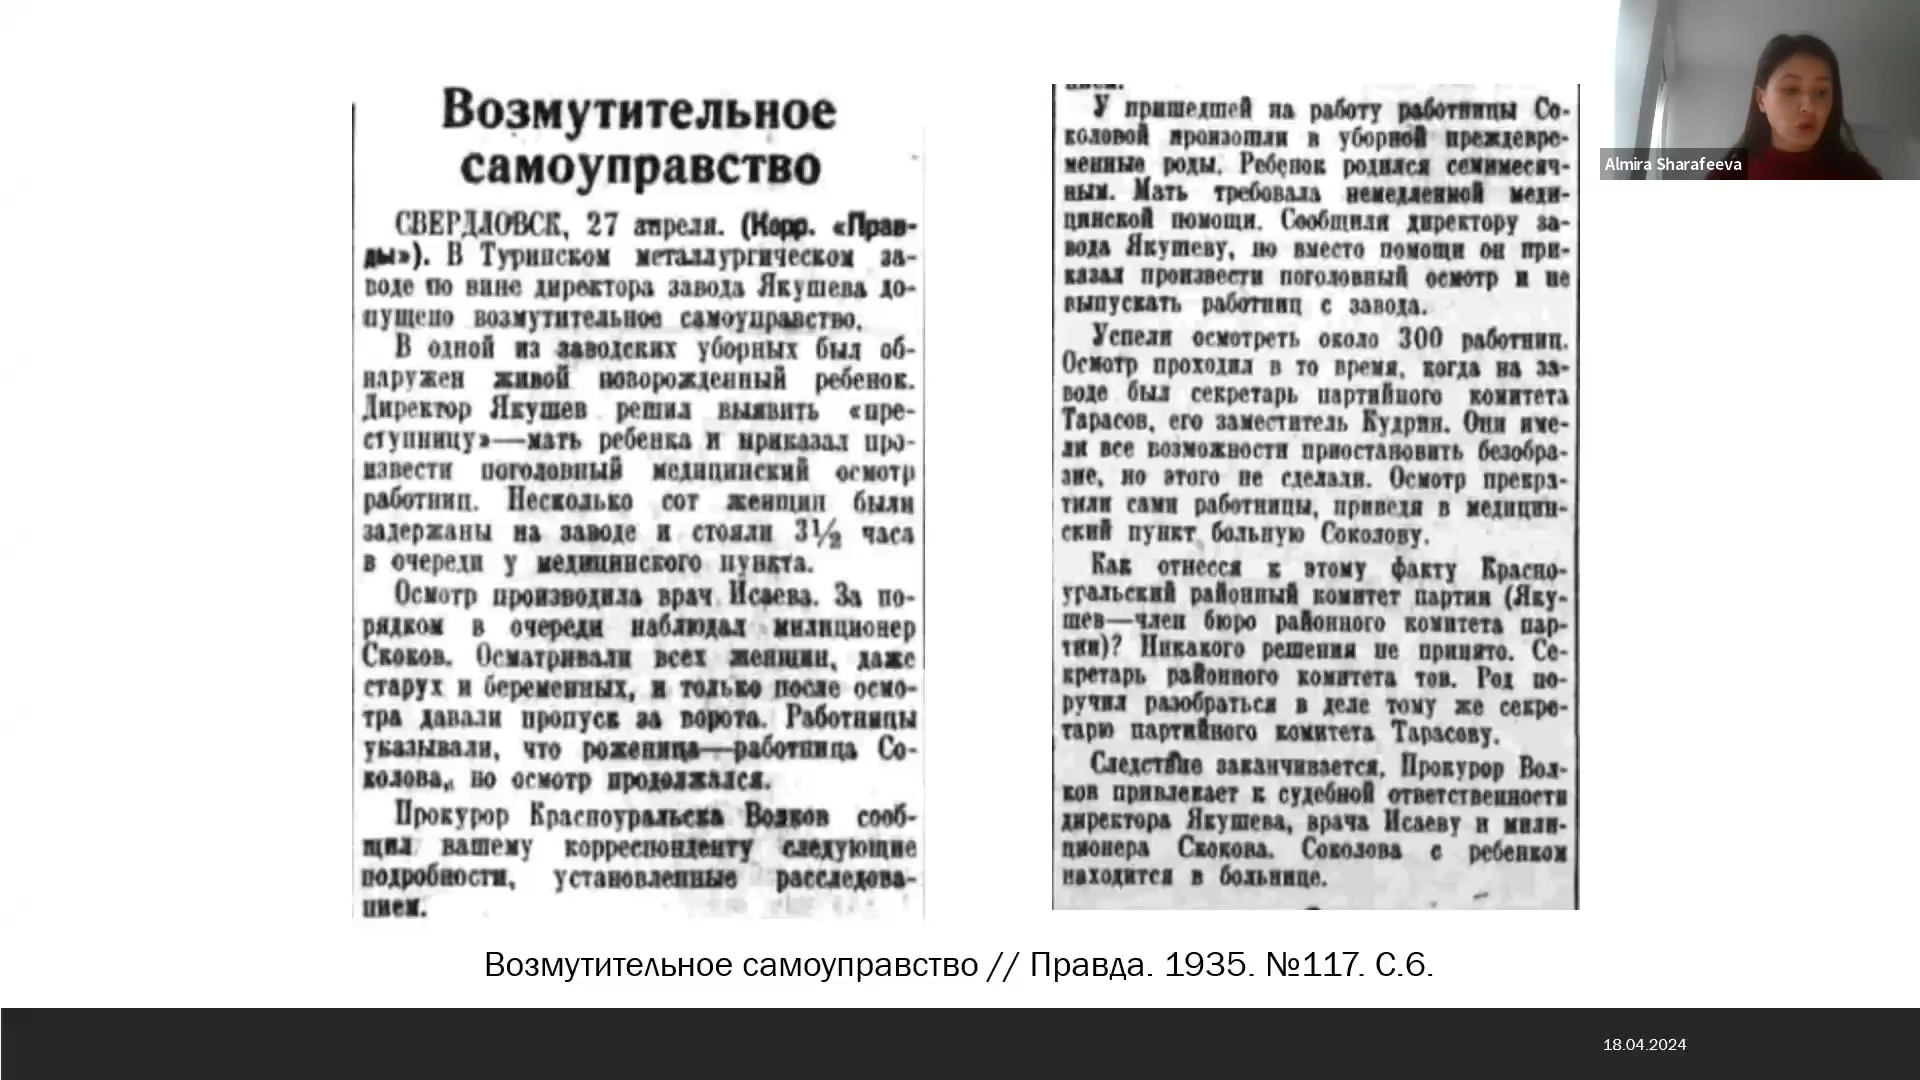 Возмутительное
самоуправство
СВЕРДЛОВСК, 27 апреля. (Корр. «Прав-
ды»). В Туринском металлургическом за-
воде по вине директора завода Якушева до-
пущено возмутительное самоуправство.
В одной из заводских уборных был об-
наружен живой новорожденный ребенок.
Директор Якушев решил выявить «пре-
ступницу»—мать ребенка и приказал про-
извести поголовный медицинский осмотр
работниц. Несколько сот женщин были
задержаны на заводе и стояли 3½ часа
в очереди у медицинского пункта.
Осмотр производила врач Исаева. За по-
рядком в очереди наблюдал милиционер
Скоков. Осматривали всех женщин, даже
старух и беременных, и только после осмо-
тра давали пропуск за ворота. Работницы
указывали, что роженица—работница Со-
колова, но осмотр продолжался.
Прокурор Красноуральска Волков сооб-
щил вашему корреспонденту следующие
подробности, установленные расследова-
нием.
У пришедшей на работу работницы Со-
коловой произошли в уборной преждевре-
менные роды. Ребенок родился семимесяч-
ным. Мать требовала немедленной меди-
цинской помощи. Сообщили директору за-
вода Якушеву, но вместо помощи он при-
казал произвести поголовный осмотр и не
выпускать работниц с завода.
Успели осмотреть около 300 работниц.
Осмотр проходил в то время, когда на за-
воде был секретарь партийного комитета
Тарасов, его заместитель Кудрин. Они име-
ли все возможности приостановить безобра-
зие, но этого не сделали. Осмотр прекра-
тили сами работницы, приведя в медицин-
ский пункт больную Соколову.
Как отнесся к этому факту Красно-
уральский районный комитет партии (Яку-
шев—член бюро районного комитета пар-
тии)? Никакого решения не принято. Се-
кретарь районного комитета тов. Род по-
ручил разобраться в деле тому же секре-
тарю партийного комитета Тарасову.
Следствие заканчивается. Прокурор Вол-
ков привлекает к судебной ответственности
директора Якушева, врача Исаеву и мили-
ционера Скокова. Соколова с ребенком
находится в больнице.
Возмутительное самоуправство // Правда. 1935. №117. С.6.
Almira Sharafeeva
18.04.2024